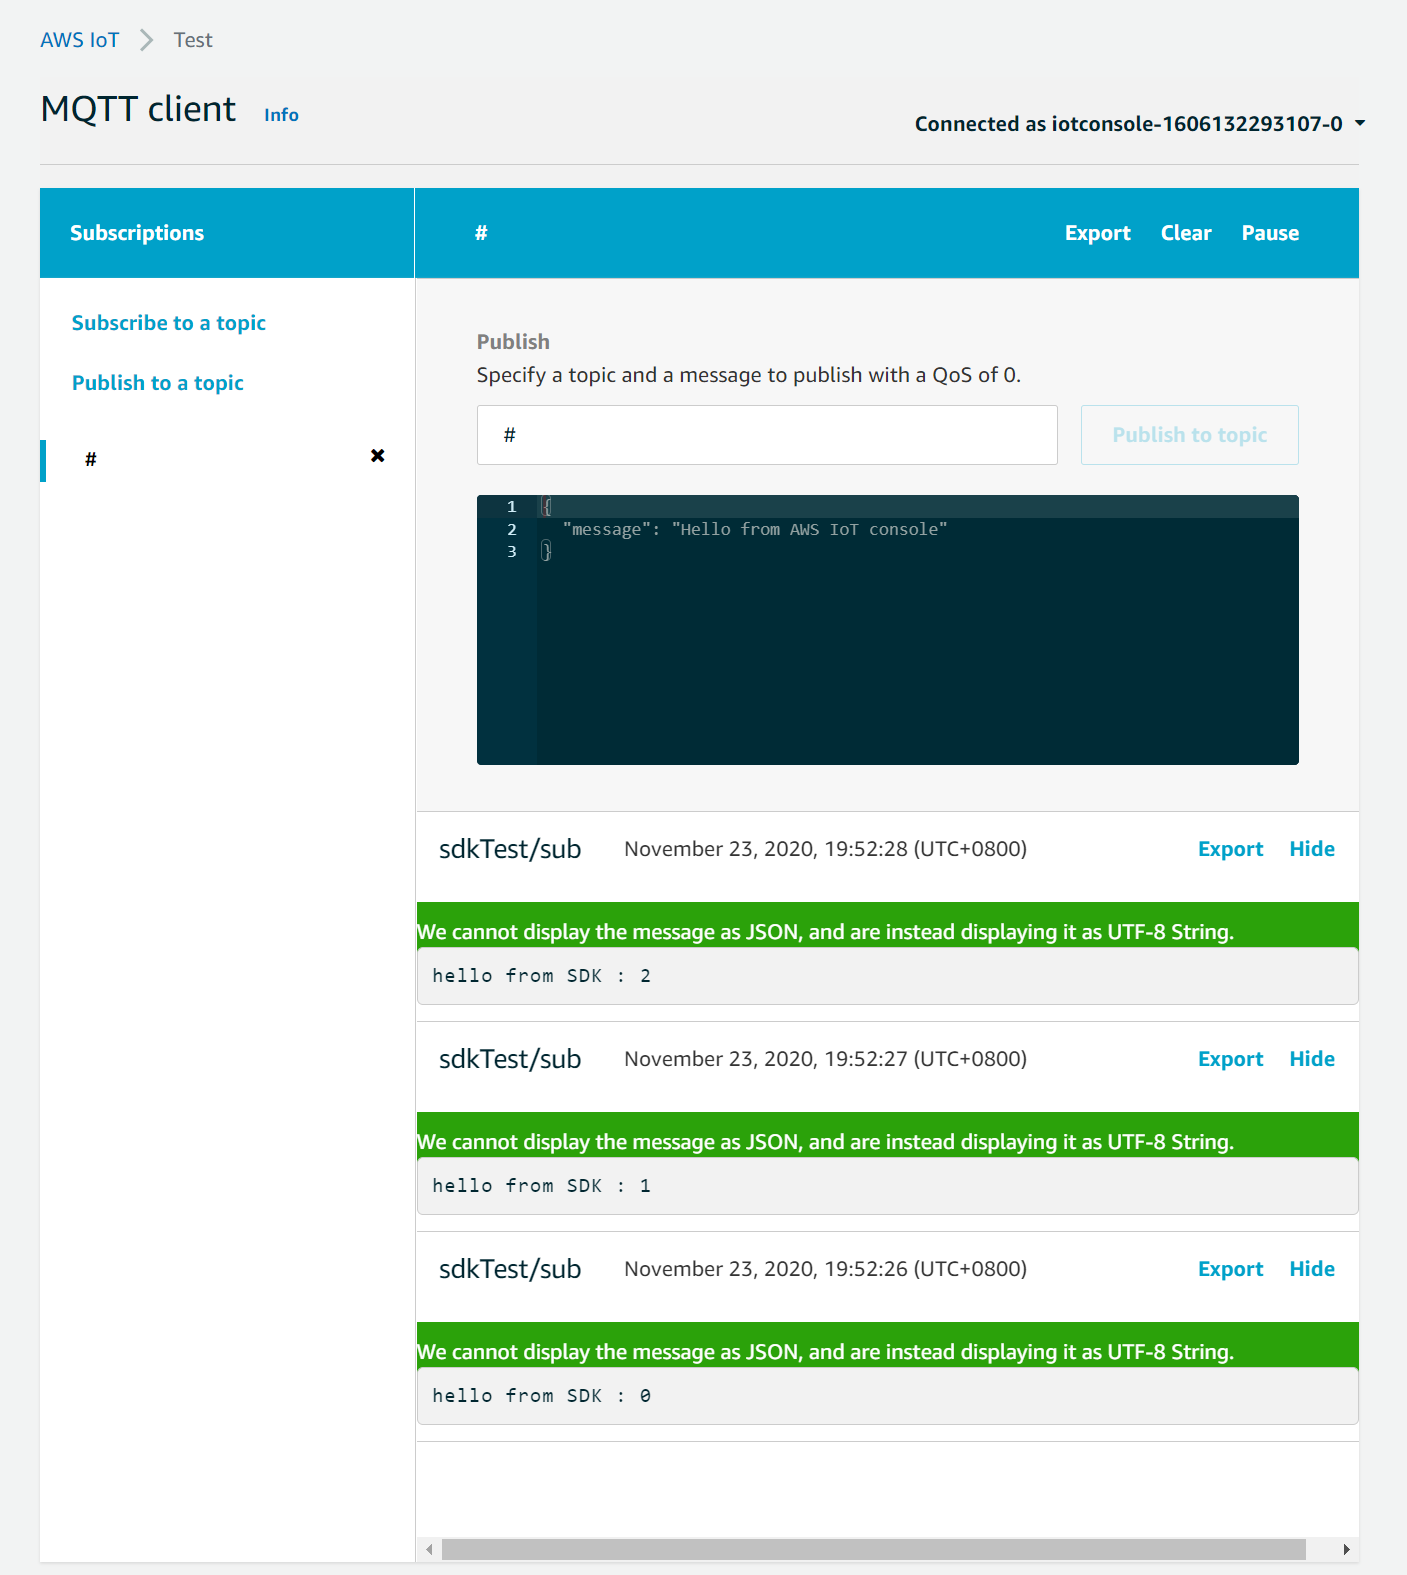 AWS IoT > Test
MQTT client Info
Connected as iotconsole-1606132293107-0
Subscriptions
# Export Clear Pause
Subscribe to a topic
Publish to a topic
#
Publish
Specify a topic and a message to publish with a QoS of 0.
# Publish to topic
1 {
2 "message": "Hello from AWS IoT console"
3 }
sdkTest/sub November 23, 2020, 19:52:28 (UTC+0800) Export Hide
We cannot display the message as JSON, and are instead displaying it as UTF-8 String.
hello from SDK : 2
sdkTest/sub November 23, 2020, 19:52:27 (UTC+0800) Export Hide
We cannot display the message as JSON, and are instead displaying it as UTF-8 String.
hello from SDK : 1
sdkTest/sub November 23, 2020, 19:52:26 (UTC+0800) Export Hide
We cannot display the message as JSON, and are instead displaying it as UTF-8 String.
hello from SDK : 0